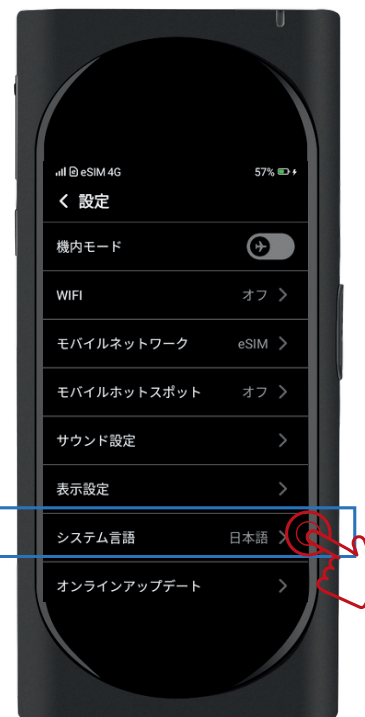 eSIM 4G 57%
設定
機内モード
WIFI オフ
モバイルネットワーク eSIM
モバイルホットスポット オフ
サウンド設定
表示設定
システム言語 日本語
オンラインアップデート